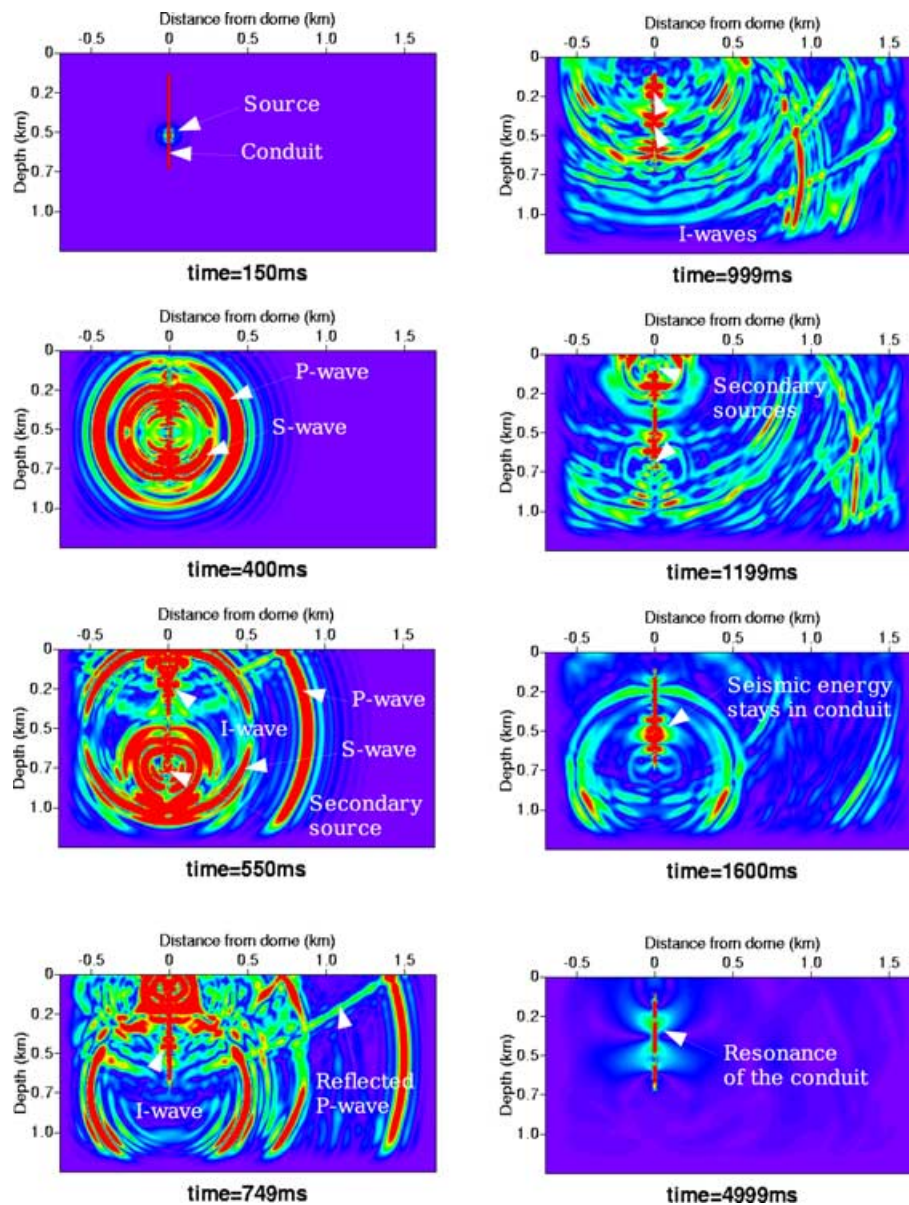 Distance from dome (km)
-0.5 0 0.5 1.0 1.5
Depth (km)
0
0.2
0.5
0.7
1.0
Source
Conduit
time=150ms
Distance from dome (km)
-0.5 0 0.5 1.0 1.5
Depth (km)
0
0.2
0.5
0.7
1.0
P-wave
S-wave
time=400ms
Distance from dome (km)
-0.5 0 0.5 1.0 1.5
Depth (km)
0
0.2
0.5
0.7
1.0
P-wave
I-wave
S-wave
Secondary
source
time=550ms
Distance from dome (km)
-0.5 0 0.5 1.0 1.5
Depth (km)
0
0.2
0.5
0.7
1.0
I-wave
Reflected
P-wave
time=749ms
Distance from dome (km)
-0.5 0 0.5 1.0 1.5
Depth (km)
0
0.2
0.5
0.7
1.0
I-waves
time=999ms
Distance from dome (km)
-0.5 0 0.5 1.0 1.5
Depth (km)
0
0.2
0.5
0.7
1.0
Secondary
sources
time=1199ms
Distance from dome (km)
-0.5 0 0.5 1.0 1.5
Depth (km)
0
0.2
0.5
0.7
1.0
Seismic energy
stays in conduit
time=1600ms
Distance from dome (km)
-0.5 0 0.5 1.0 1.5
Depth (km)
0
0.2
0.5
0.7
1.0
Resonance
of the conduit
time=4999ms